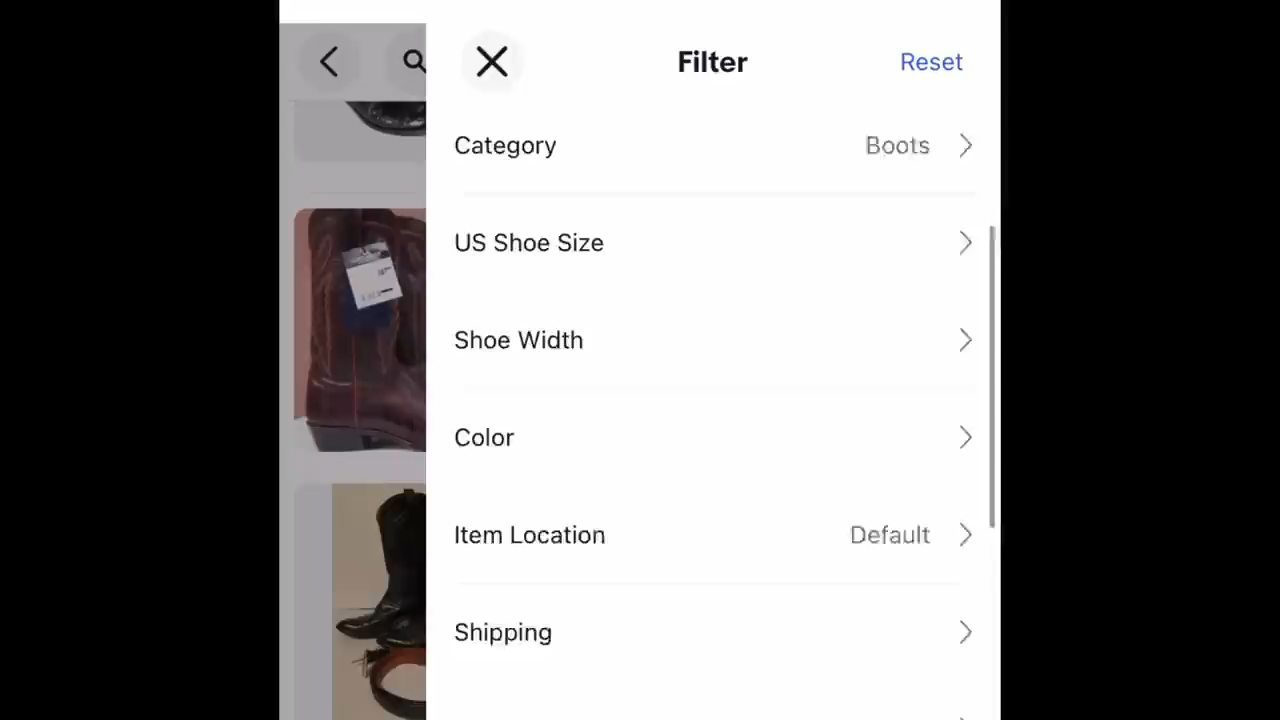 Filter
Reset
Category
Boots
US Shoe Size
Shoe Width
Color
Item Location
Default
Shipping